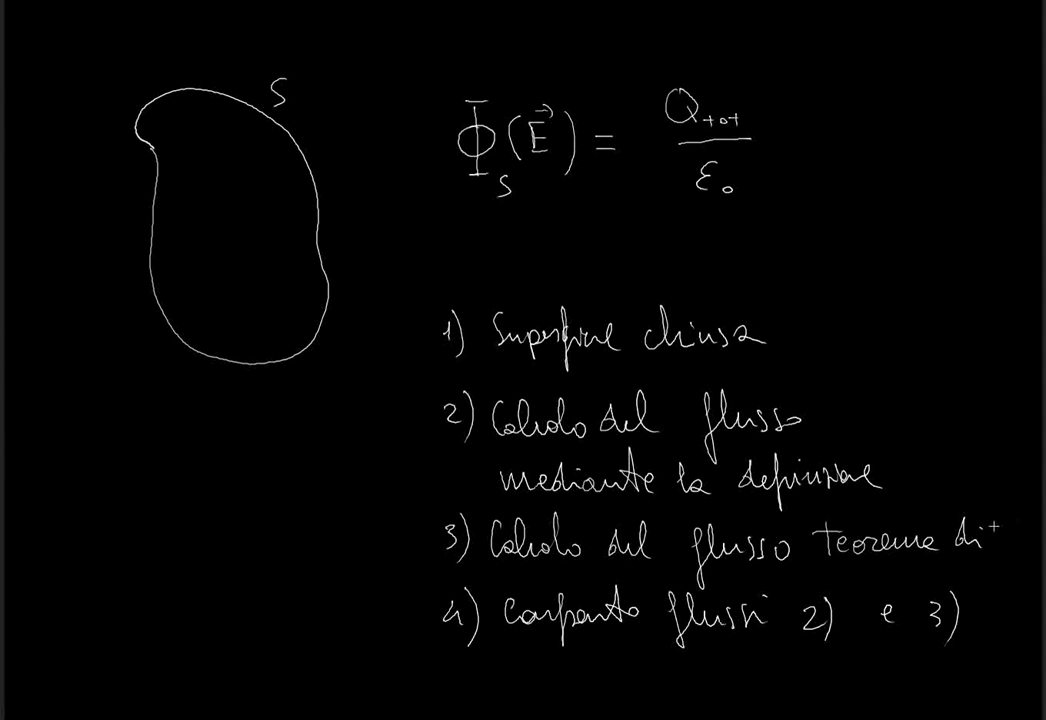 S
Φ_S(E⃗) = Q_tot / ε₀
1) Superficie chiusa
2) Calcolo del flusso
mediante la definizione
3) Calcolo del flusso teorema di
4) Confronto flussi 2) e 3)